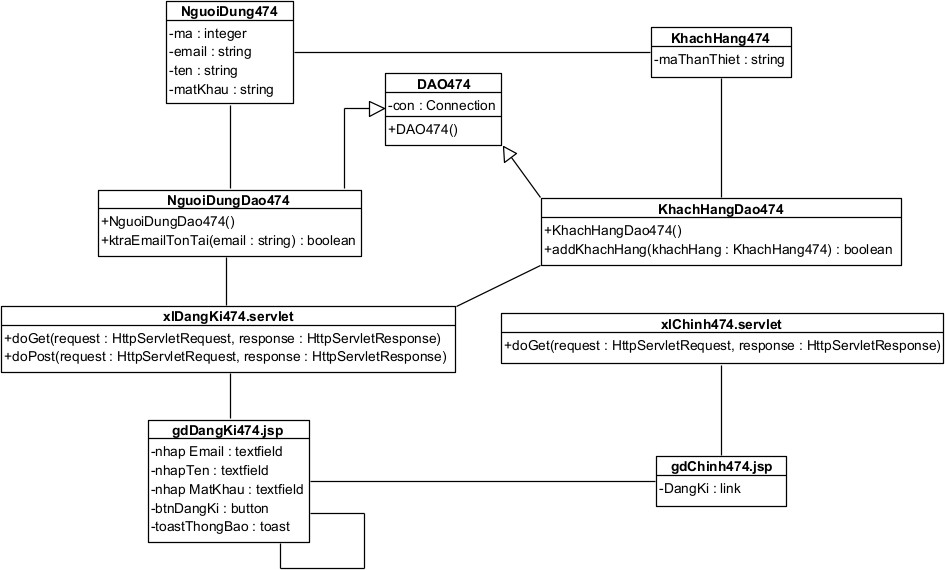 NguoiDung474
-ma : integer
-email : string
-ten : string
-matKhau : string
KhachHang474
-maThanThiet : string
DAO474
-con : Connection
+DAO474()
NguoiDungDao474
+NguoiDungDao474()
+ktraEmailTonTai(email : string) : boolean
KhachHangDao474
+KhachHangDao474()
+addKhachHang(khachHang : KhachHang474) : boolean
xlDangKi474.servlet
+doGet(request : HttpServletRequest, response : HttpServletResponse)
+doPost(request : HttpServletRequest, response : HttpServletResponse)
xlChinh474.servlet
+doGet(request : HttpServletRequest, response : HttpServletResponse)
gdDangKi474.jsp
-nhap Email : textfield
-nhapTen : textfield
-nhap MatKhau : textfield
-btnDangKi : button
-toastThongBao : toast
gdChinh474.jsp
-DangKi : link